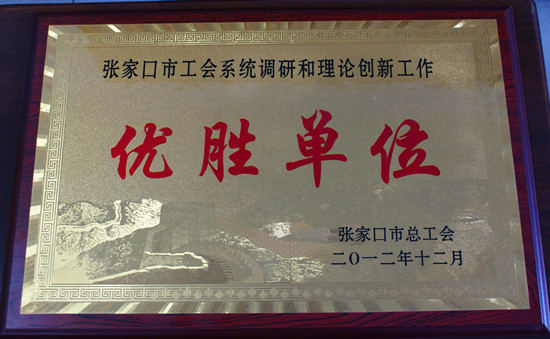 张家口市工会系统调研和理论创新工作
优胜单位
张家口市总工会
二〇一二年十二月